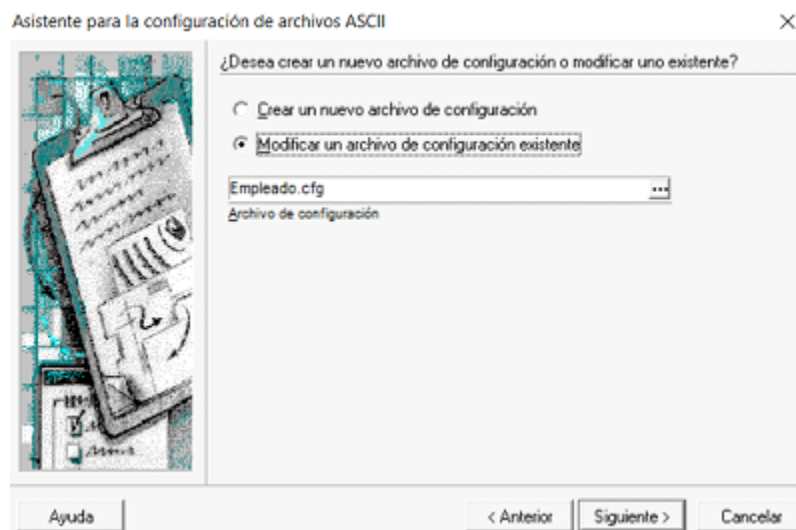 Asistente para la configuración de archivos ASCII
¿Desea crear un nuevo archivo de configuración o modificar uno existente?
Crear un nuevo archivo de configuración
Modificar un archivo de configuración existente
Empleado.cfg
...
Archivo de configuración
Ayuda
< Anterior
Siguiente >
Cancelar